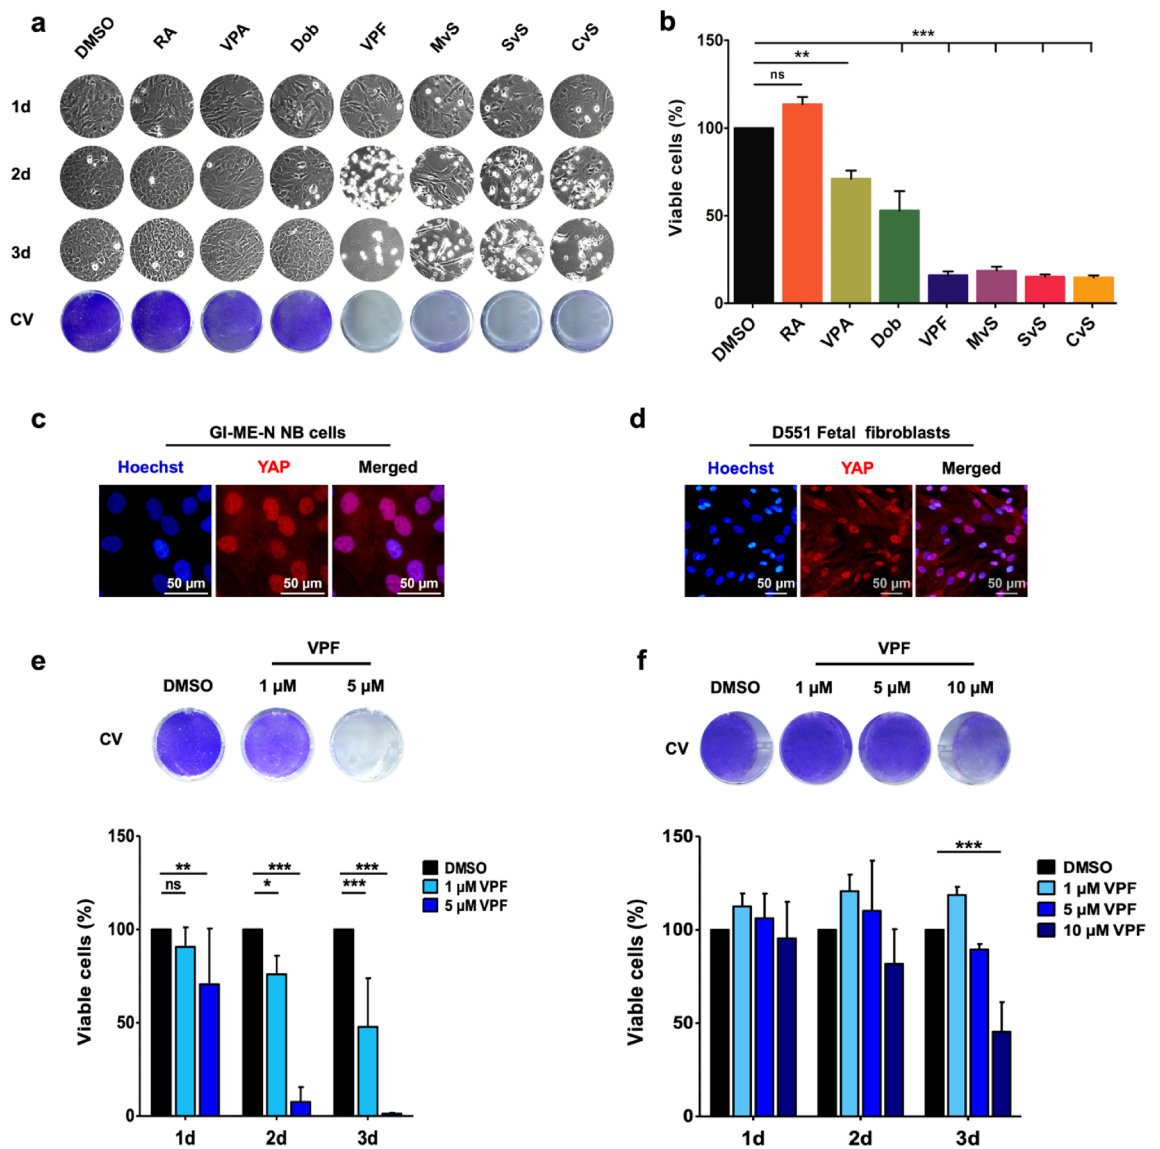 a
DMSO RA VPA Dob VPF MvS SvS CvS
1d
2d
3d
CV
b
Viable cells (%)
150
100
50
0
***
**
ns
DMSO RA VPA Dob VPF MvS SvS CvS
c
GI-ME-N NB cells
Hoechst YAP Merged
50 µm 50 µm 50 µm
d
D551 Fetal fibroblasts
Hoechst YAP Merged
50 µm 50 µm 50 µm
e
VPF
DMSO 1 µM 5 µM
CV
Viable cells (%)
150
100
50
0
** *** ***
ns * ***
DMSO
1 µM VPF
5 µM VPF
1d 2d 3d
f
VPF
DMSO 1 µM 5 µM 10 µM
CV
Viable cells (%)
150
100
50
0
***
DMSO
1 µM VPF
5 µM VPF
10 µM VPF
1d 2d 3d